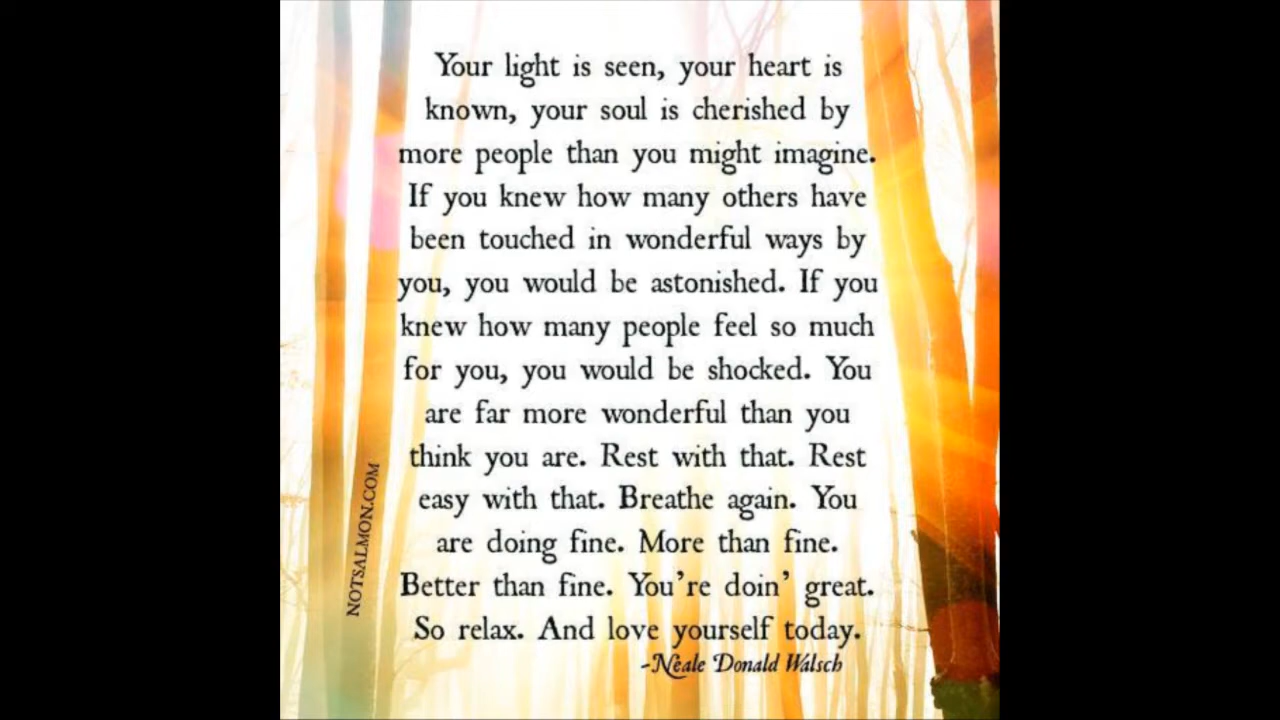 Your light is seen, your heart is
known, your soul is cherished by
more people than you might imagine.
If you knew how many others have
been touched in wonderful ways by
you, you would be astonished. If you
knew how many people feel so much
for you, you would be shocked. You
are far more wonderful than you
think you are. Rest with that. Rest
easy with that. Breathe again. You
are doing fine. More than fine.
Better than fine. You're doin' great.
So relax. And love yourself today.
-Neale Donald Walsch
NOTSALMON.COM